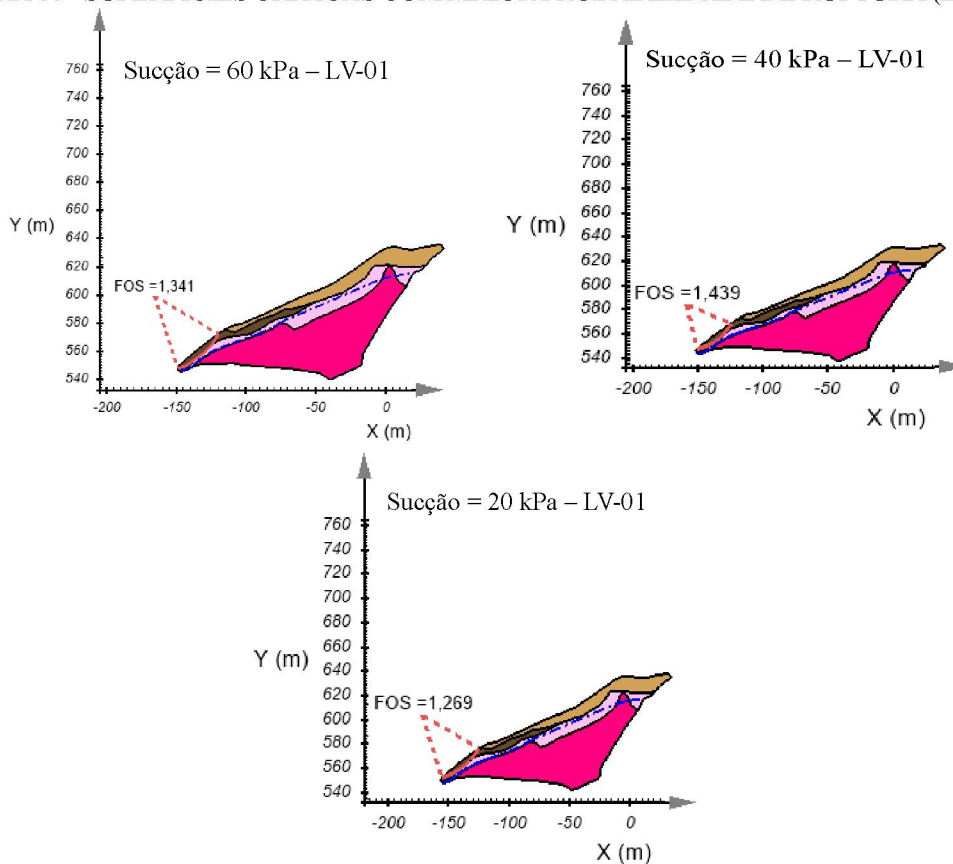 Sucção = 60 kPa – LV-01
760
740
720
700
680
660
Y (m)
640
620
FOS =1,341
600
580
560
540
-200 -150 -100 -50 0
X (m)
Sucção = 40 kPa – LV-01
760
740
720
700
680
660
Y (m)
640
620
600
FOS =1,439
580
560
540
-200 -150 -100 -50 0
X (m)
Sucção = 20 kPa – LV-01
760
740
720
700
680
660
Y (m)
640
620
FOS =1,269
600
580
560
540
-200 -150 -100 -50 0
X (m)